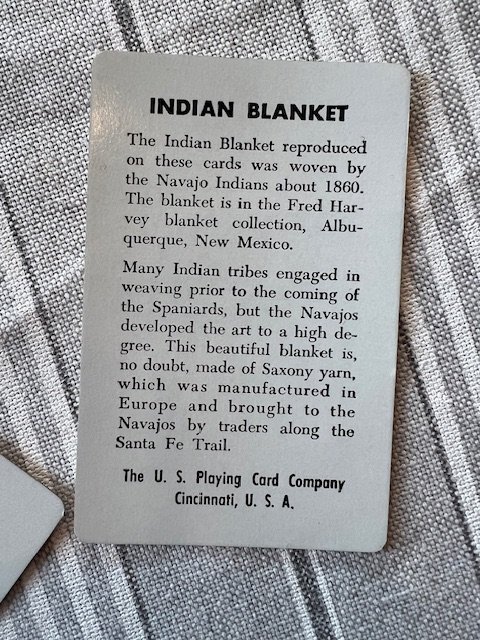 INDIAN BLANKET
The Indian Blanket reproduced
on these cards was woven by
the Navajo Indians about 1860.
The blanket is in the Fred Har-
vey blanket collection, Albu-
querque, New Mexico.
Many Indian tribes engaged in
weaving prior to the coming of
the Spaniards, but the Navajos
developed the art to a high de-
gree. This beautiful blanket is,
no doubt, made of Saxony yarn,
which was manufactured in
Europe and brought to the
Navajos by traders along the
Santa Fe Trail.
The U. S. Playing Card Company
Cincinnati, U. S. A.